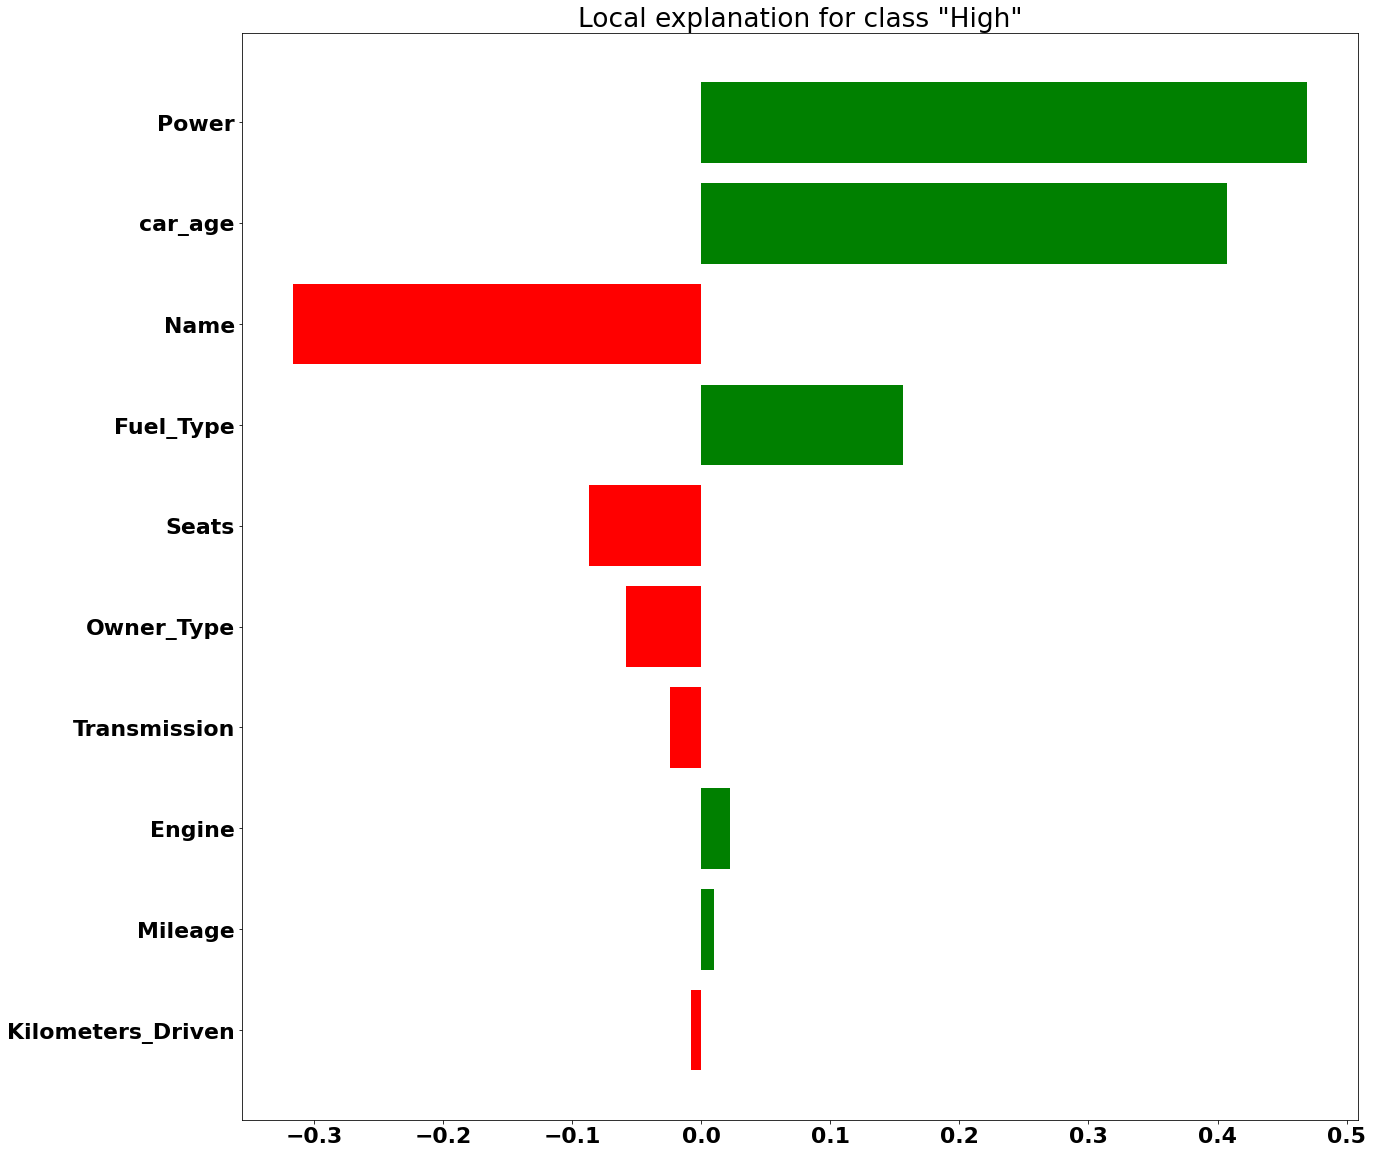 Local explanation for class "High"
Power
car_age
Name
Fuel_Type
Seats
Owner_Type
Transmission
Engine
Mileage
Kilometers_Driven
−0.3 −0.2 −0.1 0.0 0.1 0.2 0.3 0.4 0.5